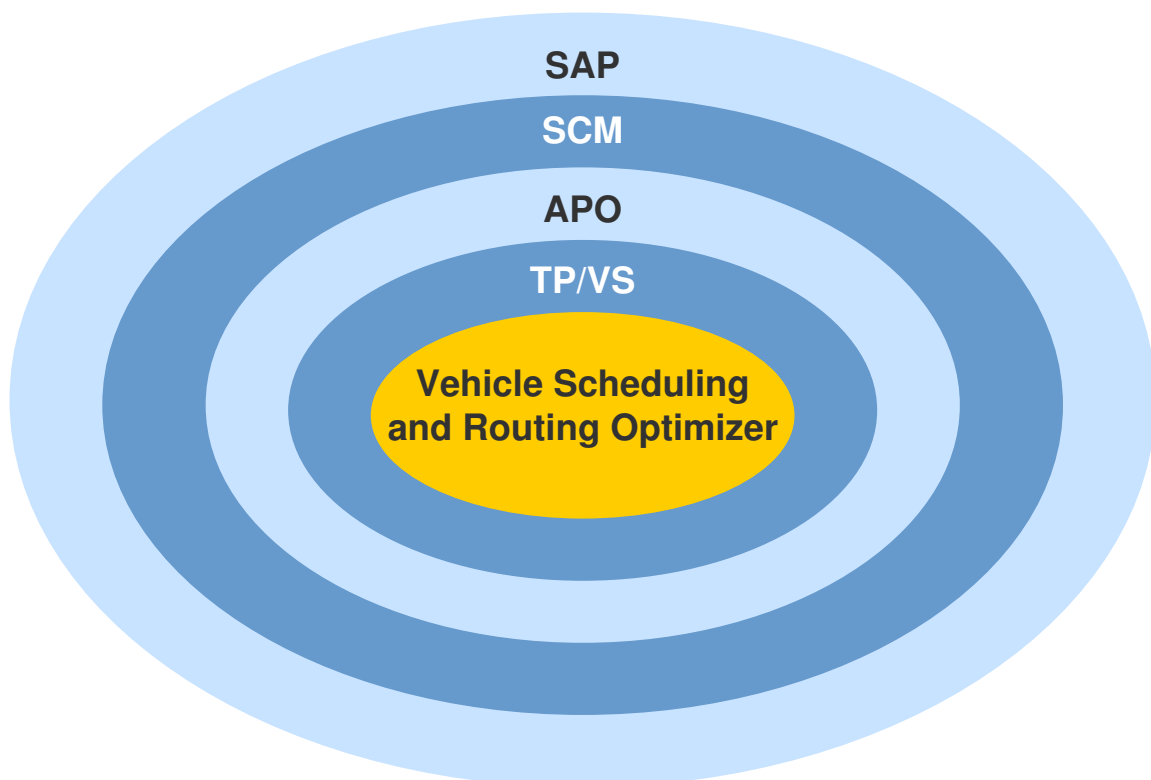 SAP
SCM
APO
TP/VS
Vehicle Scheduling
and Routing Optimizer